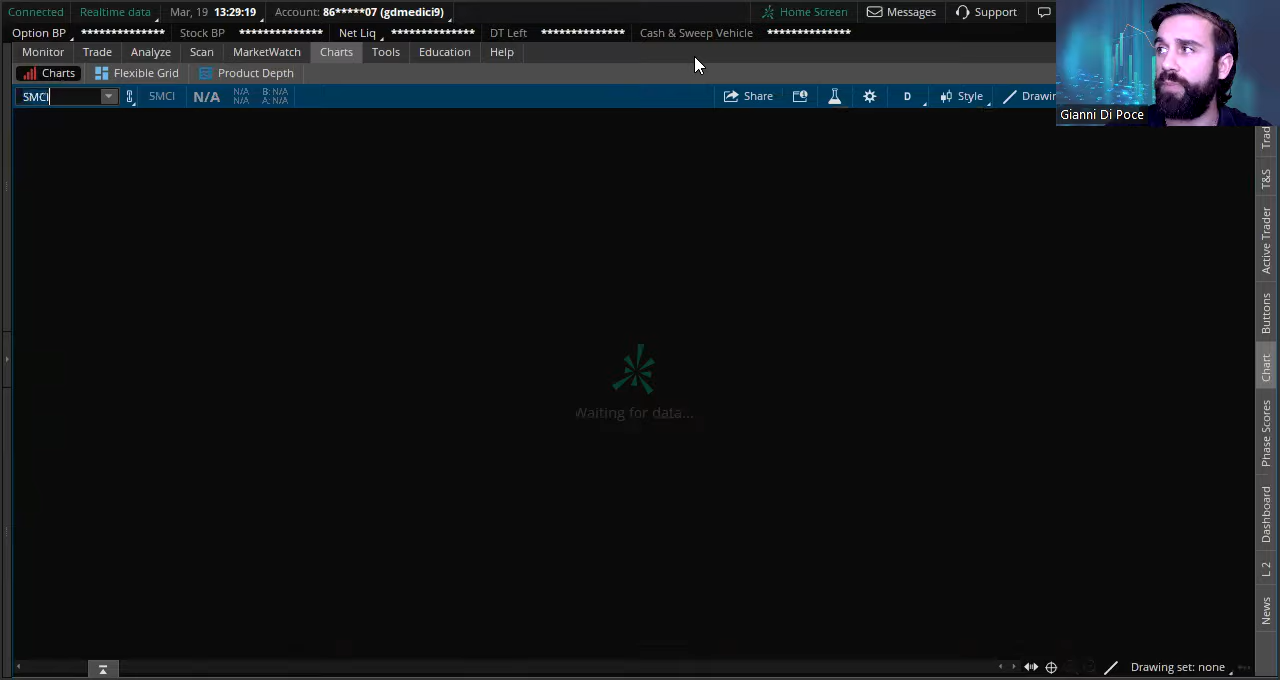 Connected Realtime data Mar, 19 13:29:19 Account: 86*****07 (gdmedici9) Home Screen Messages Support
Option BP ************** Stock BP ************** Net Liq ************** DT Left ************** Cash & Sweep Vehicle **************
Monitor Trade Analyze Scan MarketWatch Charts Tools Education Help
Charts Flexible Grid Product Depth
SMCI SMCI N/A N/A B: N/A Share D Style Drawin
N/A A: N/A
Gianni Di Poce
Trad
T&S
Active Trader
Buttons
Chart
Phase Scores
Dashboard
L 2
News
Waiting for data...
Drawing set: none